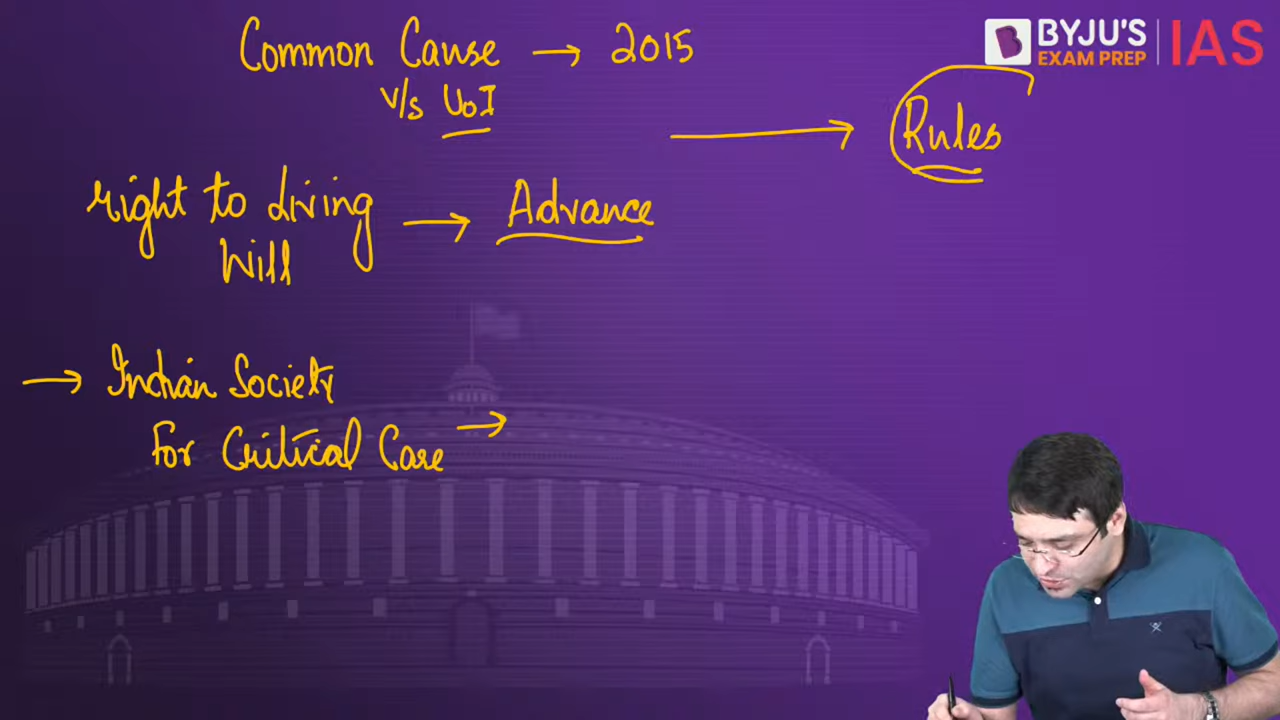 Common Cause → 2015
v/s UoI
BYJU'S
EXAM PREP
IAS
→ Rules
right to Living → Advance
Will
→ Indian Society
For Critical Care →